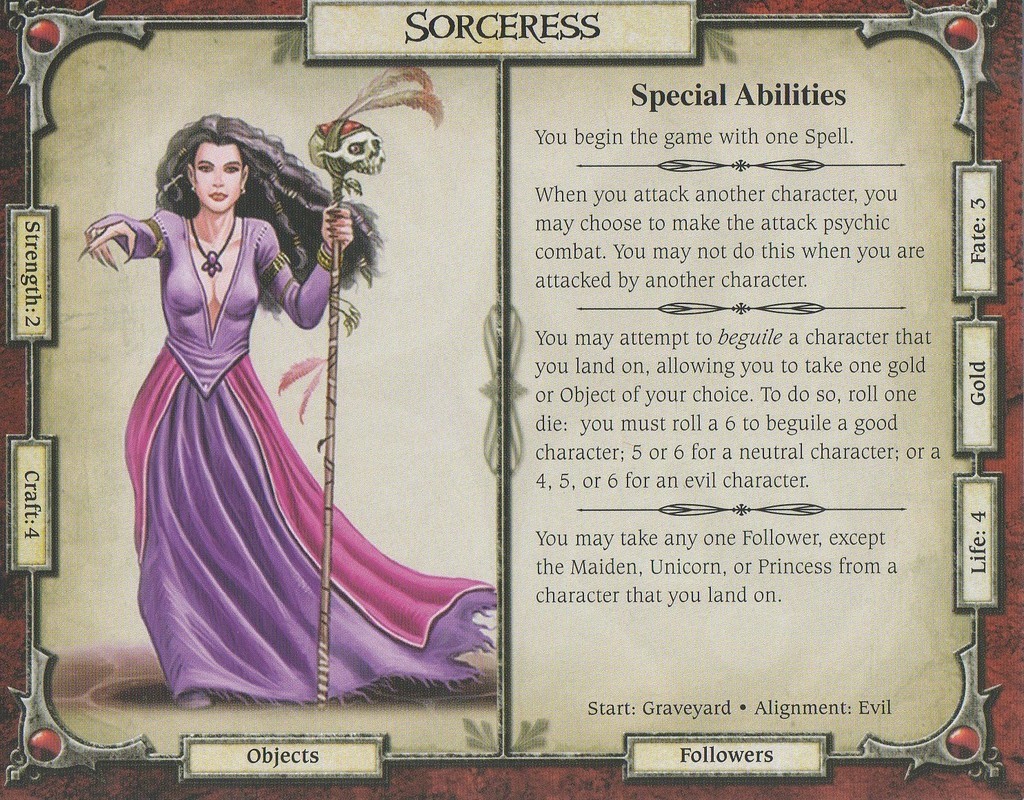 SORCERESS
Strength: 2
Craft: 4
Special Abilities
You begin the game with one Spell.
When you attack another character, you
may choose to make the attack psychic
combat. You may not do this when you are
attacked by another character.
You may attempt to beguile a character that
you land on, allowing you to take one gold
or Object of your choice. To do so, roll one
die: you must roll a 6 to beguile a good
character; 5 or 6 for a neutral character; or a
4, 5, or 6 for an evil character.
You may take any one Follower, except
the Maiden, Unicorn, or Princess from a
character that you land on.
Start: Graveyard • Alignment: Evil
Fate: 3
Gold
Life: 4
Objects
Followers